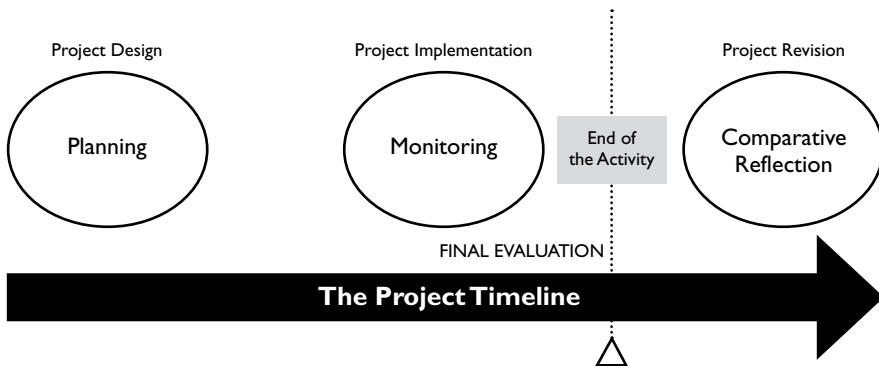 Project Design
Project Implementation
Project Revision
Planning
Monitoring
End of
the Activity
Comparative
Reflection
FINAL EVALUATION
The Project Timeline